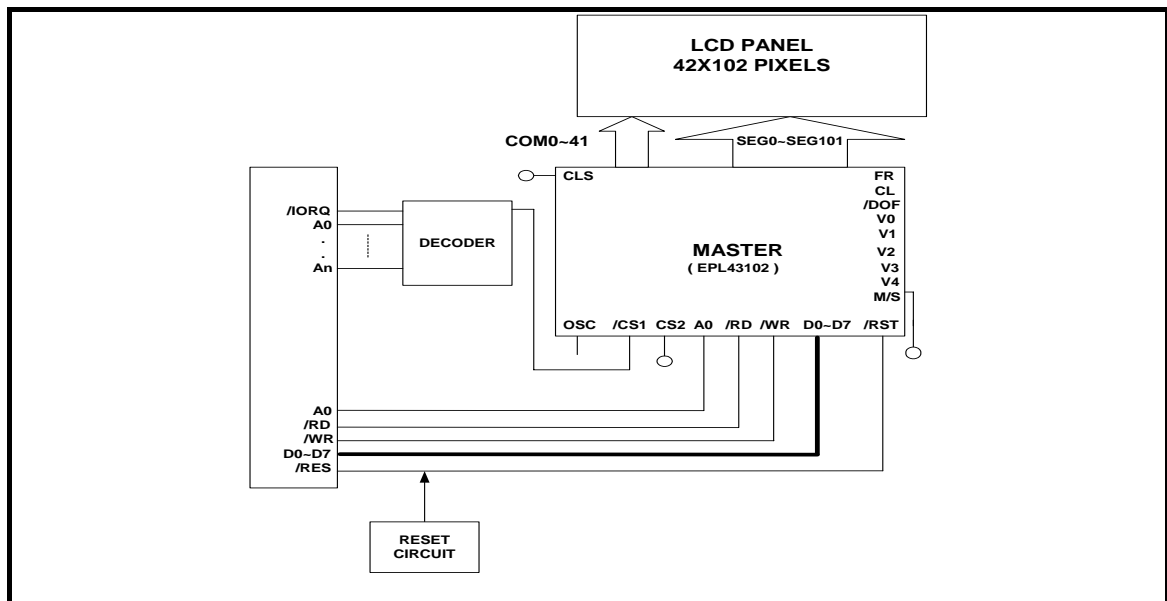 LCD PANEL
42X102 PIXELS
COM0~41
SEG0~SEG101
CLS
FR
CL
/DOF
V0
V1
V2
V3
V4
M/S
MASTER
( EPL43102 )
OSC /CS1 CS2 A0 /RD /WR D0~D7 /RST
/IORQ
A0
.
.
An
DECODER
A0
/RD
/WR
D0~D7
/RES
RESET
CIRCUIT